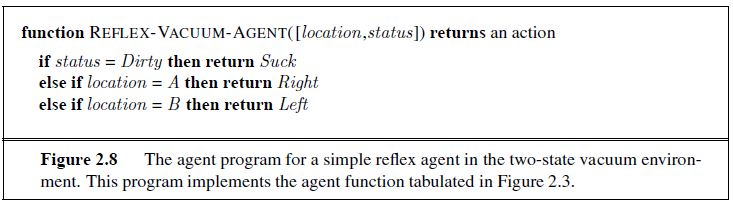 function REFLEX-VACUUM-AGENT([location,status]) returns an action
if status = Dirty then return Suck
else if location = A then return Right
else if location = B then return Left
Figure 2.8 The agent program for a simple reflex agent in the two-state vacuum environ-
ment. This program implements the agent function tabulated in Figure 2.3.